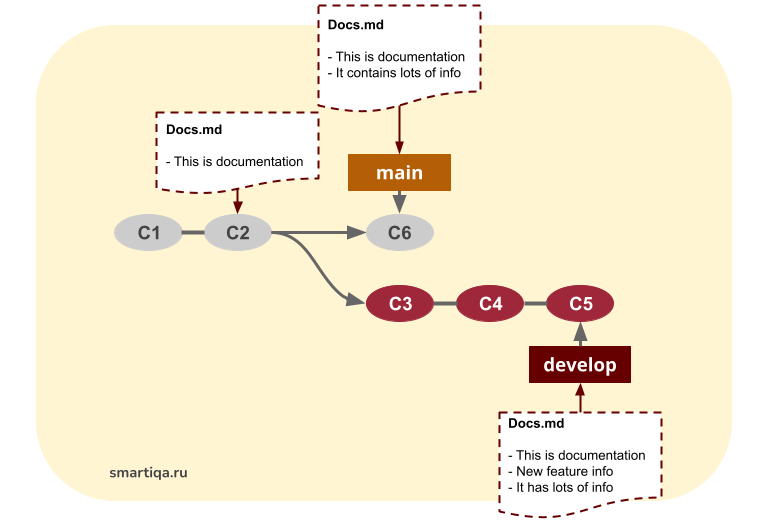 Docs.md
- This is documentation
- It contains lots of info
Docs.md
- This is documentation
main
C1
C2
C6
C3
C4
C5
develop
Docs.md
- This is documentation
- New feature info
- It has lots of info
smartiqa.ru